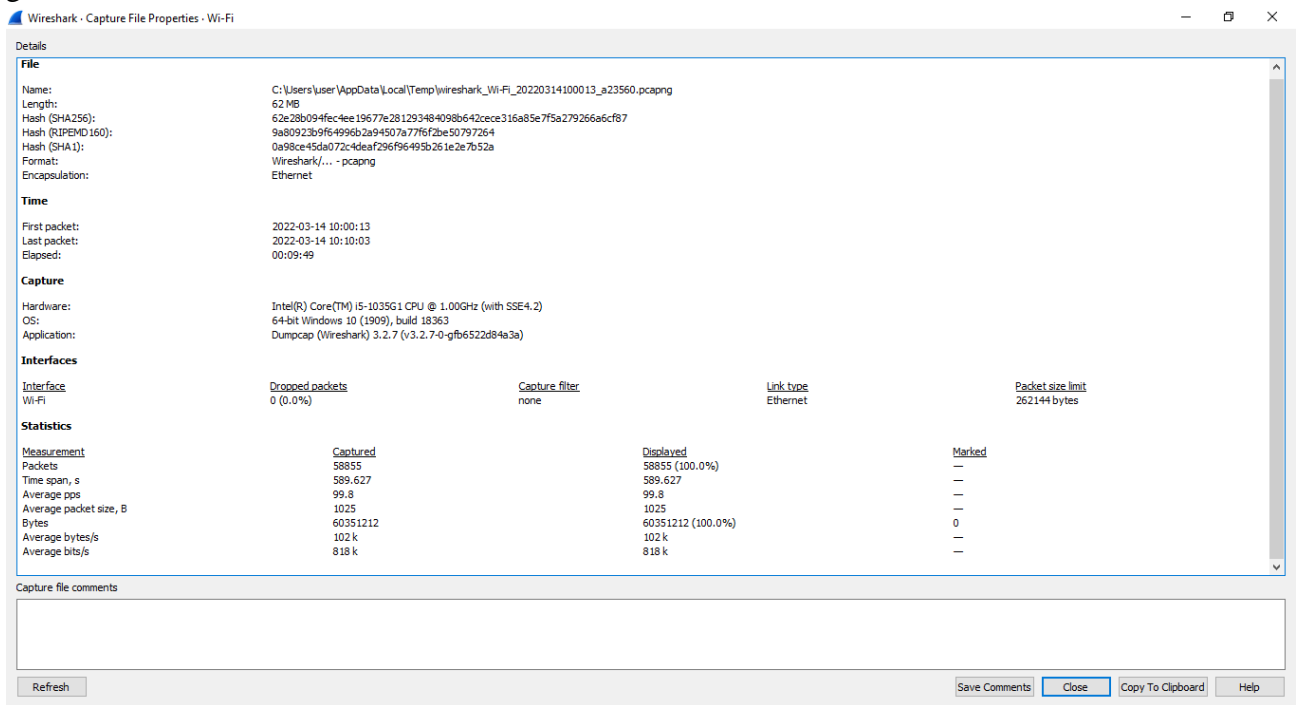 Wireshark · Capture File Properties · Wi-Fi
Details
File
Name: C:\Users\user\AppData\Local\Temp\wireshark_Wi-Fi_20220314100013_a23560.pcapng
Length: 62 MB
Hash (SHA256): 62e28b094fec4ee19677e281293484098b642cece316a85e7f5a279266a6cf87
Hash (RIPEMD160): 9a80923b9f64996b2a94507a77f6f2be50797264
Hash (SHA1): 0a98ce45da072c4deaf296f96495b261e2e7b52a
Format: Wireshark/... - pcapng
Encapsulation: Ethernet
Time
First packet: 2022-03-14 10:00:13
Last packet: 2022-03-14 10:10:03
Elapsed: 00:09:49
Capture
Hardware: Intel(R) Core(TM) i5-1035G1 CPU @ 1.00GHz (with SSE4.2)
OS: 64-bit Windows 10 (1909), build 18363
Application: Dumpcap (Wireshark) 3.2.7 (v3.2.7-0-gfb6522d84a3a)
Interfaces
Interface Dropped packets Capture filter Link type Packet size limit
Wi-Fi 0 (0.0%) none Ethernet 262144 bytes
Statistics
Measurement Captured Displayed Marked
Packets 58855 58855 (100.0%) —
Time span, s 589.627 589.627 —
Average pps 99.8 99.8 —
Average packet size, B 1025 1025 —
Bytes 60351212 60351212 (100.0%) 0
Average bytes/s 102 k 102 k —
Average bits/s 818 k 818 k —
Capture file comments
Refresh Save Comments Close Copy To Clipboard Help